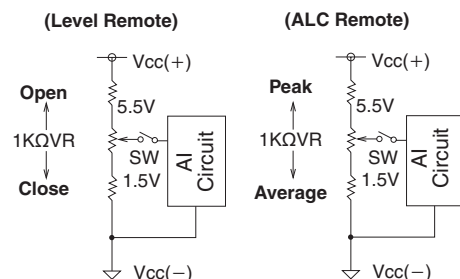 (Level Remote)
Vcc(+)
Open
5.5V
1KΩVR
SW
1.5V
Close
AI
Circuit
Vcc(−)
(ALC Remote)
Vcc(+)
Peak
5.5V
1KΩVR
SW
1.5V
Average
AI
Circuit
Vcc(−)